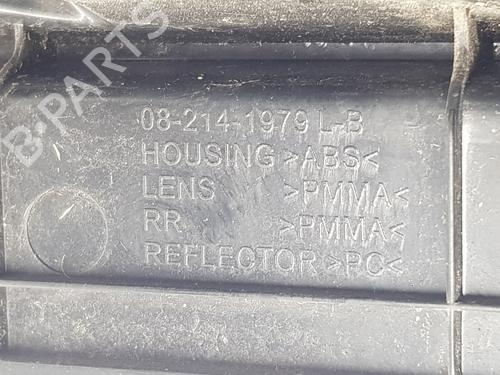 B-PARTS
08-214-1979 L-B
HOUSING >ABS<
LENS >PMMA<
RR. >PMMA<
REFLECTOR >PC<